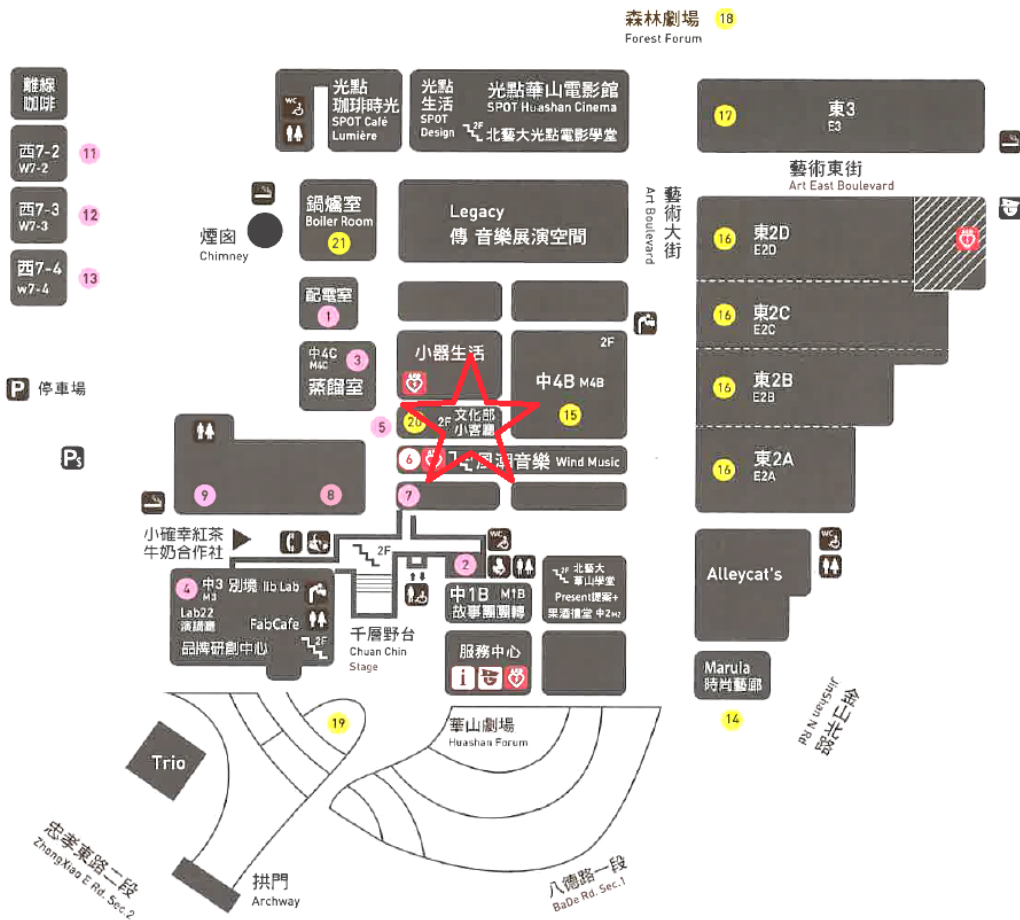 森林劇場 18
Forest Forum
離線
咖啡
西7-2
W7-2
11
西7-3
W7-3
12
西7-4
W7-4
13
WC
光點
珈琲時光
SPOT Café
Lumière
光點
生活
SPOT
Design
光點華山電影館
SPOT Huashan Cinema
2F 北藝大光點電影學堂
17
東3
E3
藝術東街
Art East Boulevard
煙囪
Chimney
鍋爐室
Boiler Room
21
Legacy
傳 音樂展演空間
藝術大街
Art Boulevard
16
東2D
E2D
16
東2C
E2C
16
東2B
E2B
16
東2A
E2A
配電室
1
中4C
M4C
3
蒸餾室
小器生活
2F
中4B M4B
15
P 停車場
Ps
5
20
2F 文化部
小客廳
6
風潮音樂 Wind Music
7
9
8
小確幸紅茶
牛奶合作社
2F
2
WC
4
中3 別境 lib Lab
M3
Lab22
演講廳
FabCafe
品牌研創中心
2F
千層野台
Chuan Chin
Stage
中1B M1B
故事團團轉
2F 北藝大
華山學堂
Present提案+
果酒禮堂 中2 M2
服務中心
i
WC
Alleycat's
Marula
時尚藝廊
14
金山北路
JinShan N Rd
19
華山劇場
Huashan Forum
Trio
忠孝東路二段
ZhongXiao E Rd. Sec.2
拱門
Archway
八德路一段
BaDe Rd. Sec.1